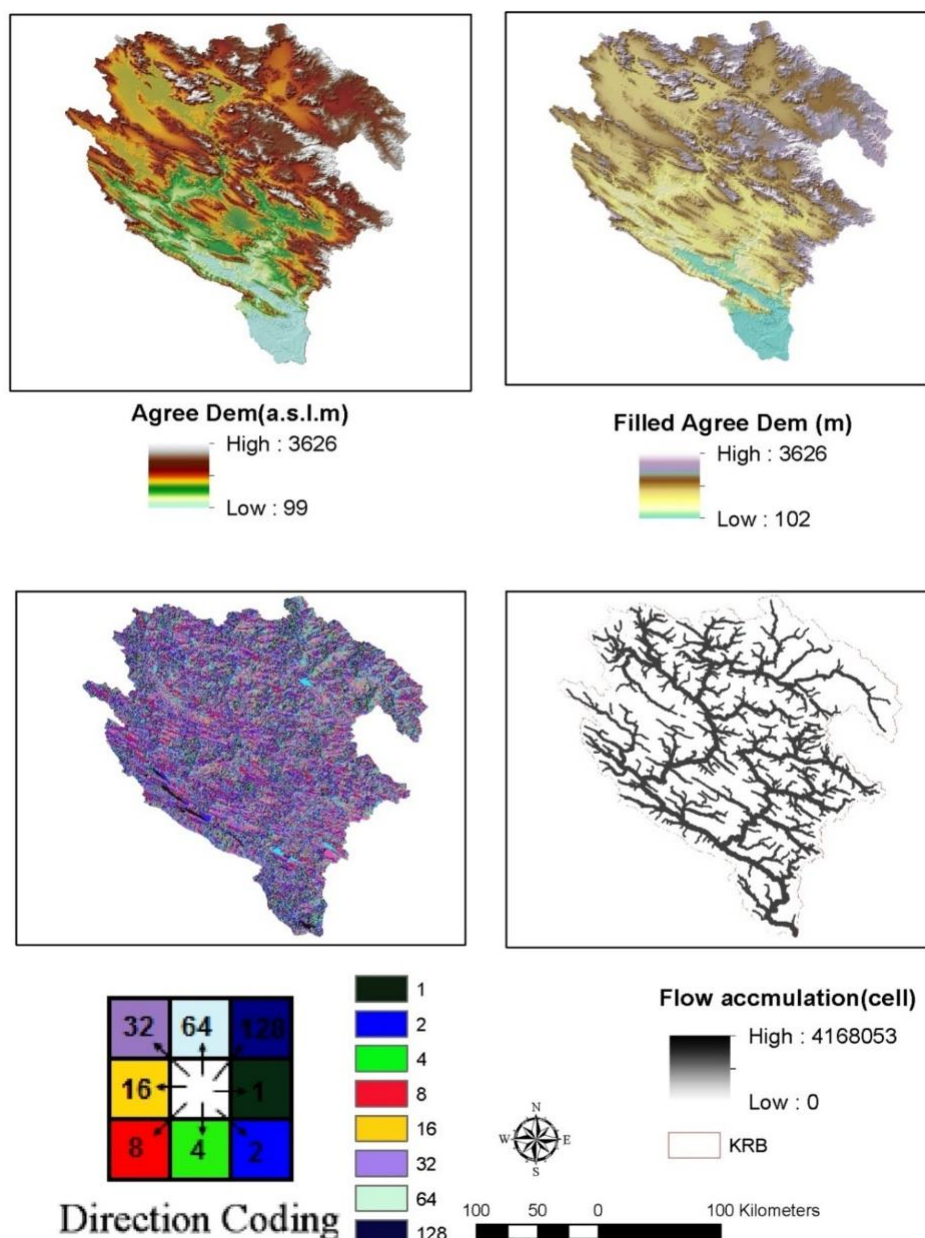 Agree Dem(a.s.l.m)
High : 3626
Low : 99
Filled Agree Dem (m)
High : 3626
Low : 102
32 64 128
16 1
8 4 2
Direction Coding
1
2
4
8
16
32
64
128
Flow accmulation(cell)
High : 4168053
Low : 0
KRB
N
W E
S
100 50 0 100 Kilometers